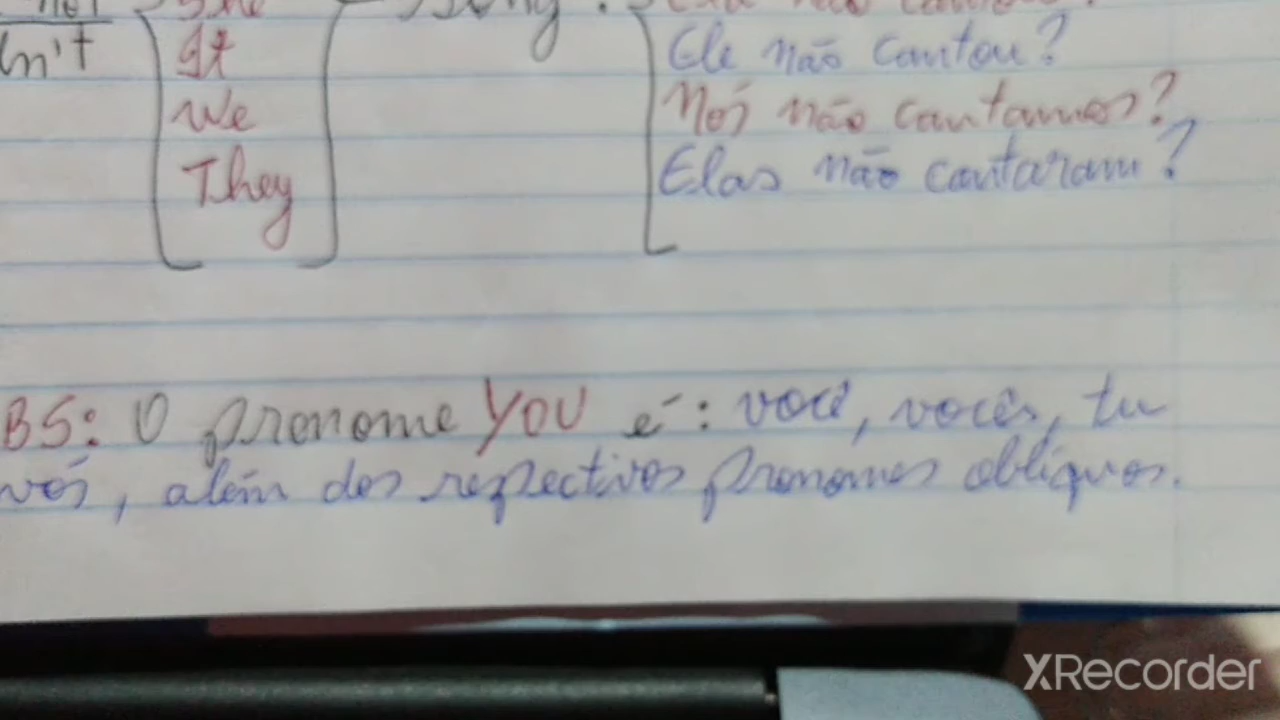 She
n't It Ele não cantou?
We Nós não cantamos?
They Elas não cantaram?
BS: O pronome YOU é: você, vocês, tu
vós, além dos respectivos pronomes oblíquos.
XRecorder